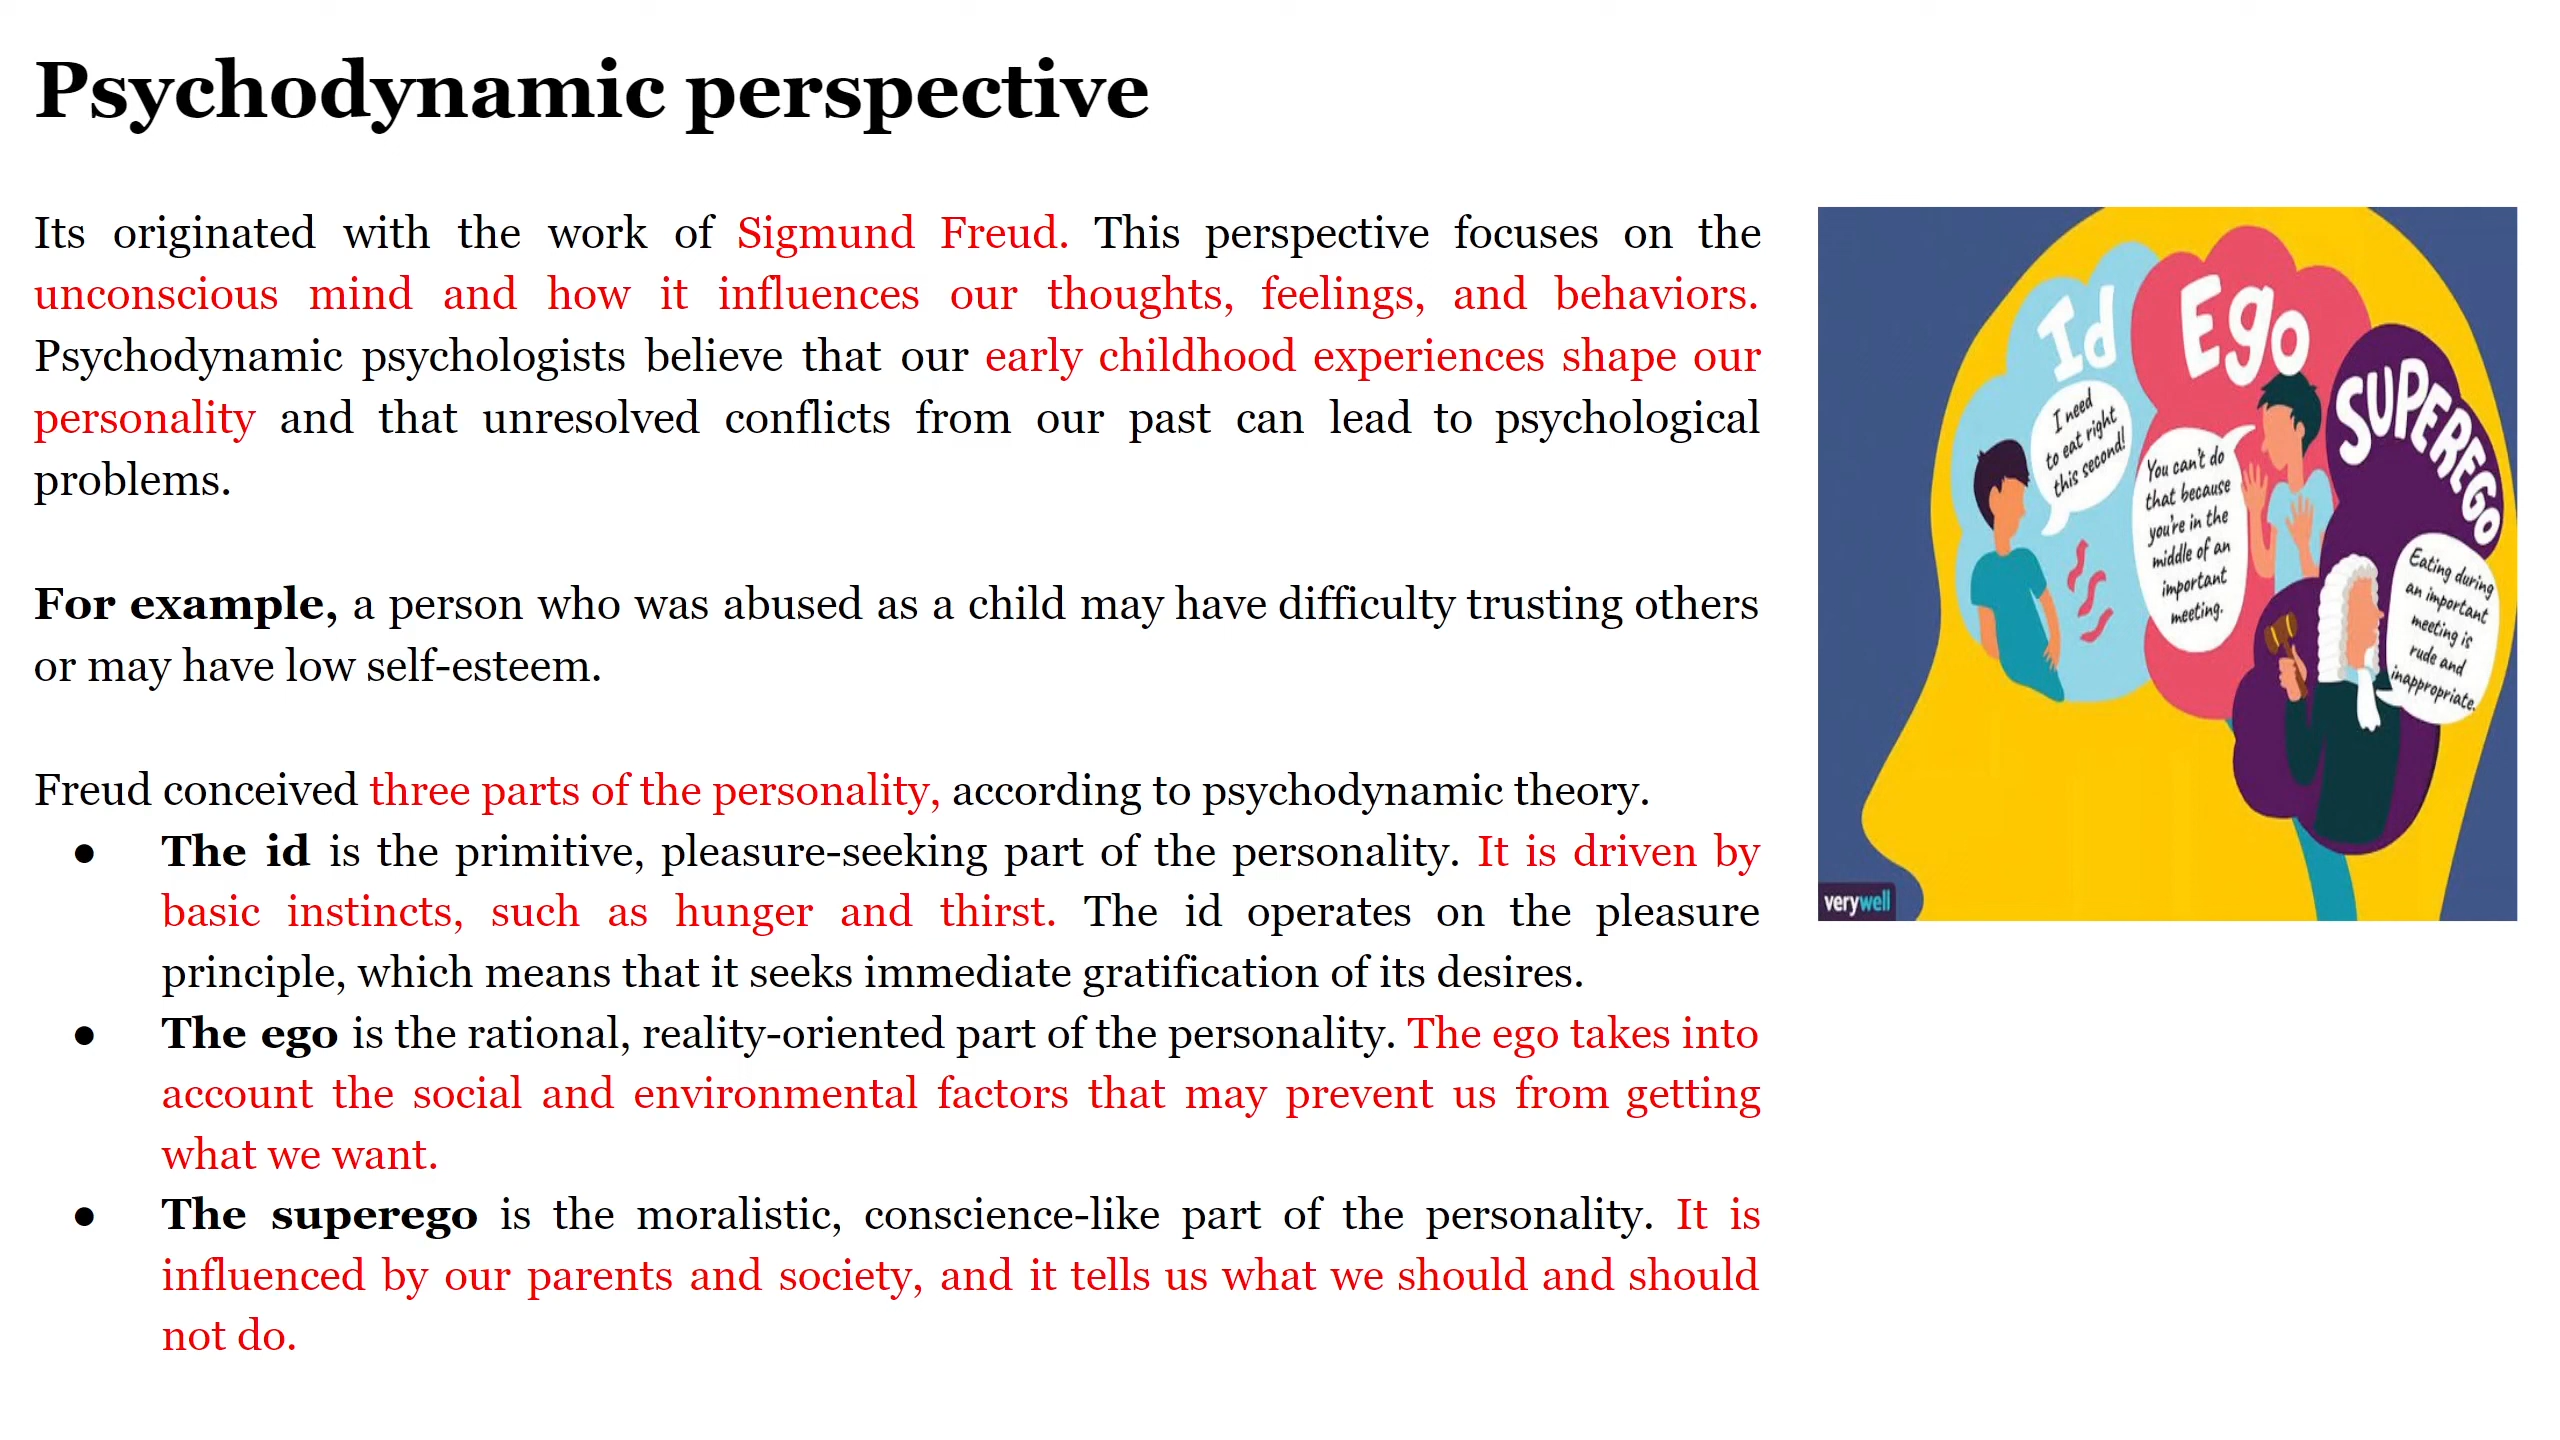 Psychodynamic perspective
Its originated with the work of Sigmund Freud. This perspective focuses on the
unconscious mind and how it influences our thoughts, feelings, and behaviors.
Psychodynamic psychologists believe that our early childhood experiences shape our
personality and that unresolved conflicts from our past can lead to psychological
problems.
For example, a person who was abused as a child may have difficulty trusting others
or may have low self-esteem.
Freud conceived three parts of the personality, according to psychodynamic theory.
● The id is the primitive, pleasure-seeking part of the personality. It is driven by
basic instincts, such as hunger and thirst. The id operates on the pleasure
principle, which means that it seeks immediate gratification of its desires.
● The ego is the rational, reality-oriented part of the personality. The ego takes into
account the social and environmental factors that may prevent us from getting
what we want.
● The superego is the moralistic, conscience-like part of the personality. It is
influenced by our parents and society, and it tells us what we should and should
not do.
Id
I need
to eat right
this second!
Ego
You can't do
that because
you're in the
middle of an
important
meeting.
SUPEREGO
Eating during
an important
meeting is
rude and
inappropriate.
verywell